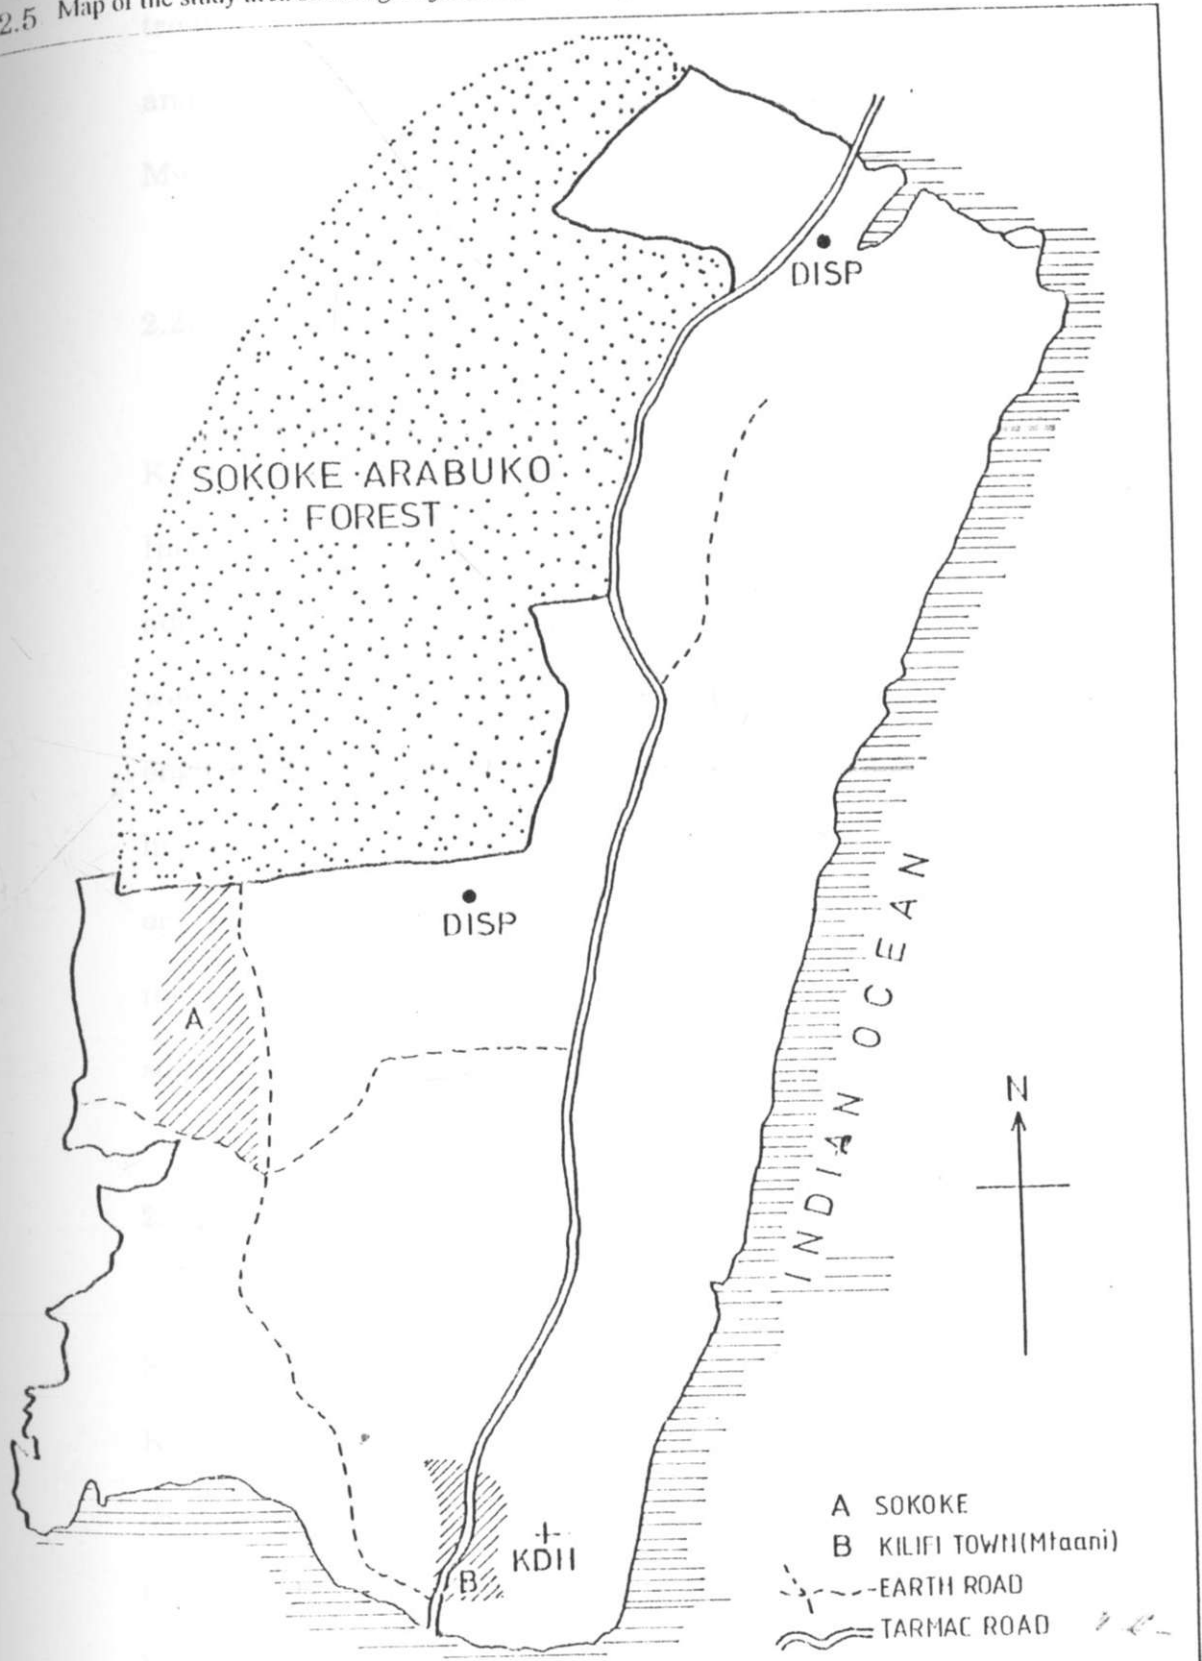 2.5 Map of the study area
DISP
SOKOKE ARABUKO
FOREST
DISP
A
INDIAN OCEAN
N
B
KDH
A SOKOKE
B KILIFI TOWN(Mtaani)
EARTH ROAD
TARMAC ROAD